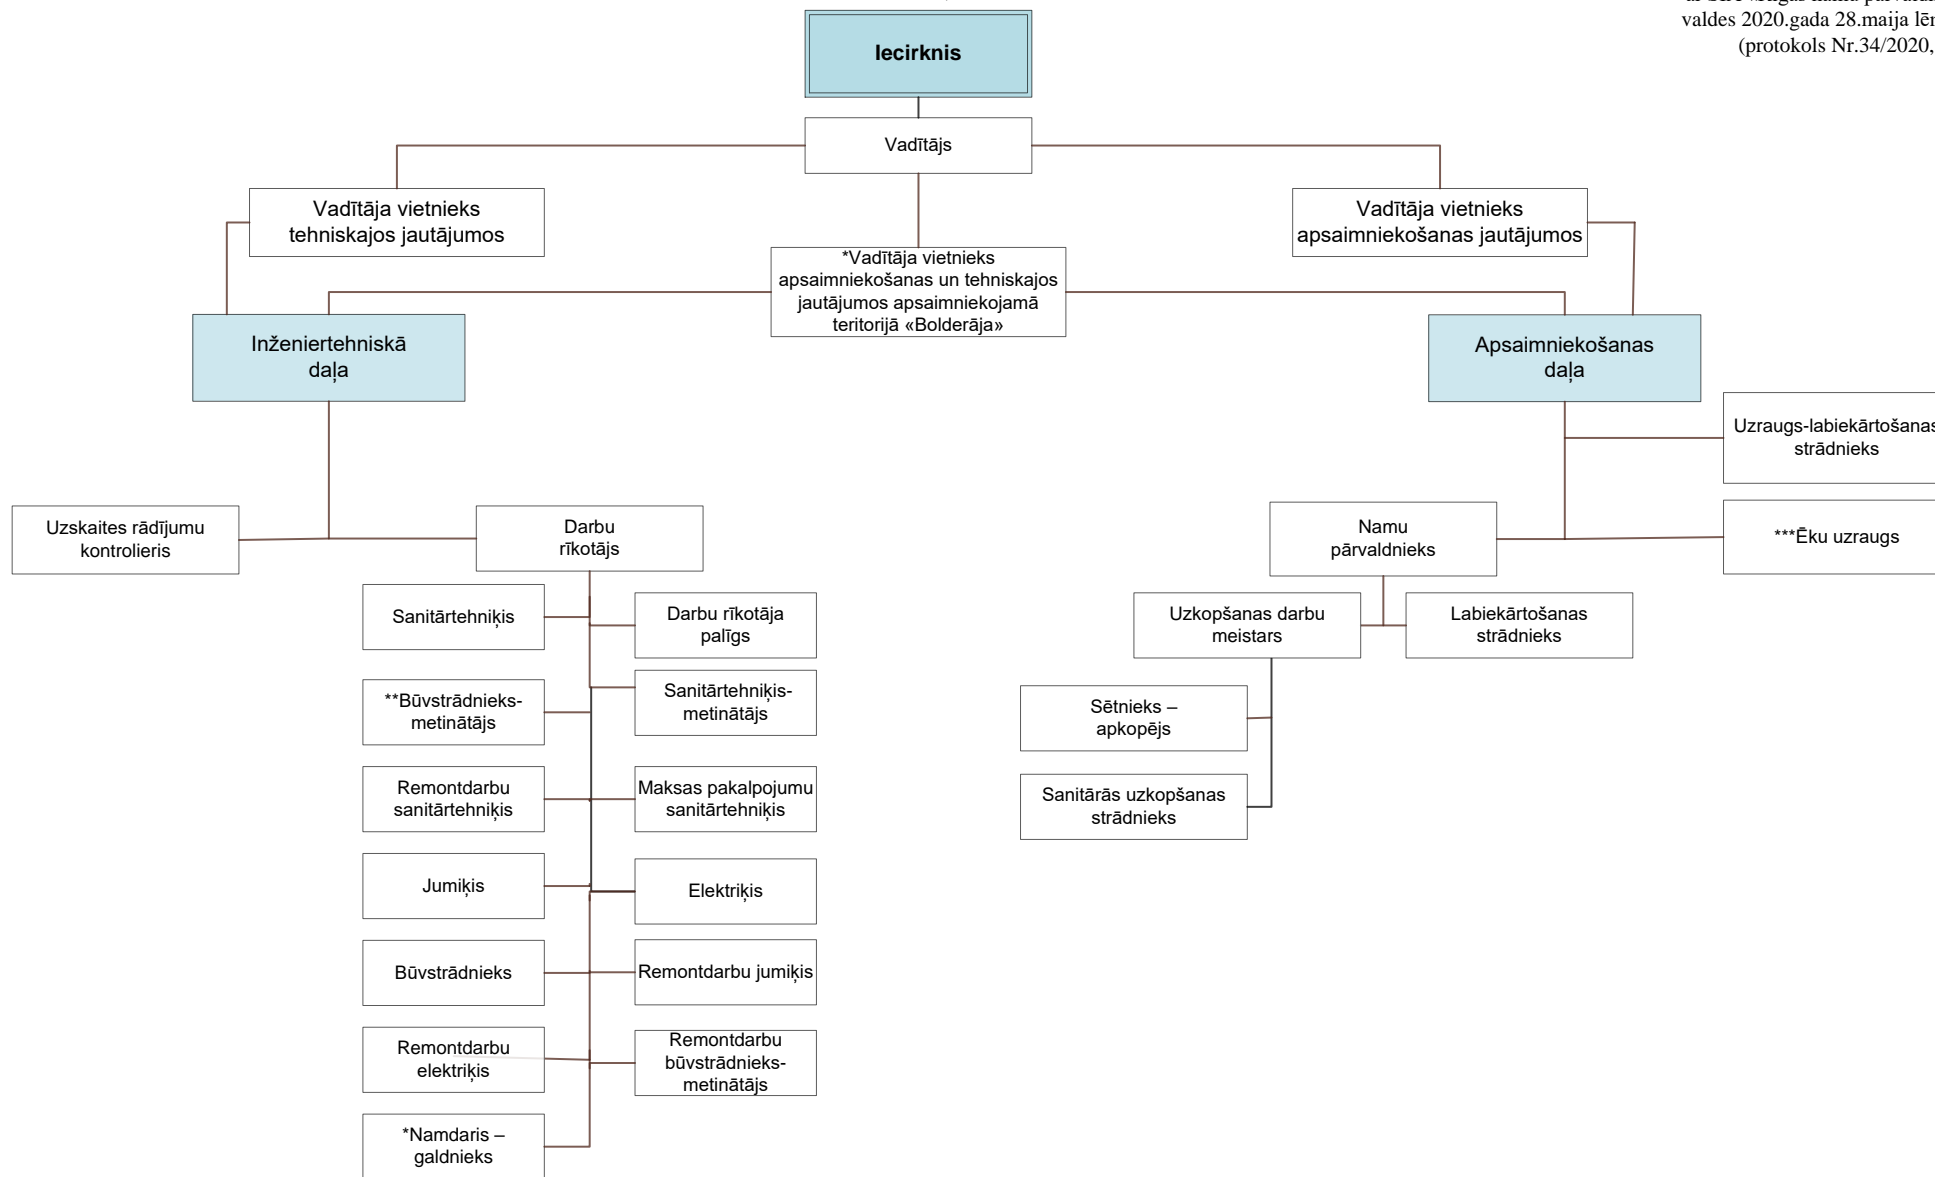 valdes 2020.gada 28.maija
(protokols Nr.34/2020,
Iecirknis
Vadītājs
Vadītāja vietnieks
tehniskajos jautājumos
Vadītāja vietnieks
apsaimniekošanas jautājumos
*Vadītāja vietnieks
apsaimniekošanas un tehniskajos
jautājumos apsaimniekojamā
teritorijā «Bolderāja»
Inženiertehniskā
daļa
Apsaimniekošanas
daļa
Uzraugs-labiekārtošanas
strādnieks
Uzskaites rādījumu
kontrolieris
Darbu
rīkotājs
Namu
pārvaldnieks
***Ēku uzraugs
Sanitārtehniķis
Darbu rīkotāja
palīgs
Uzkopšanas darbu
meistars
Labiekārtošanas
strādnieks
**Būvstrādnieks-
metinātājs
Sanitārtehniķis-
metinātājs
Sētnieks –
apkopējs
Remontdarbu
sanitārtehniķis
Maksas pakalpojumu
sanitārtehniķis
Sanitārās uzkopšanas
strādnieks
Jumiķis
Elektriķis
Būvstrādnieks
Remontdarbu jumiķis
Remontdarbu
elektriķis
Remontdarbu
būvstrādnieks-
metinātājs
*Namdaris –
galdnieks